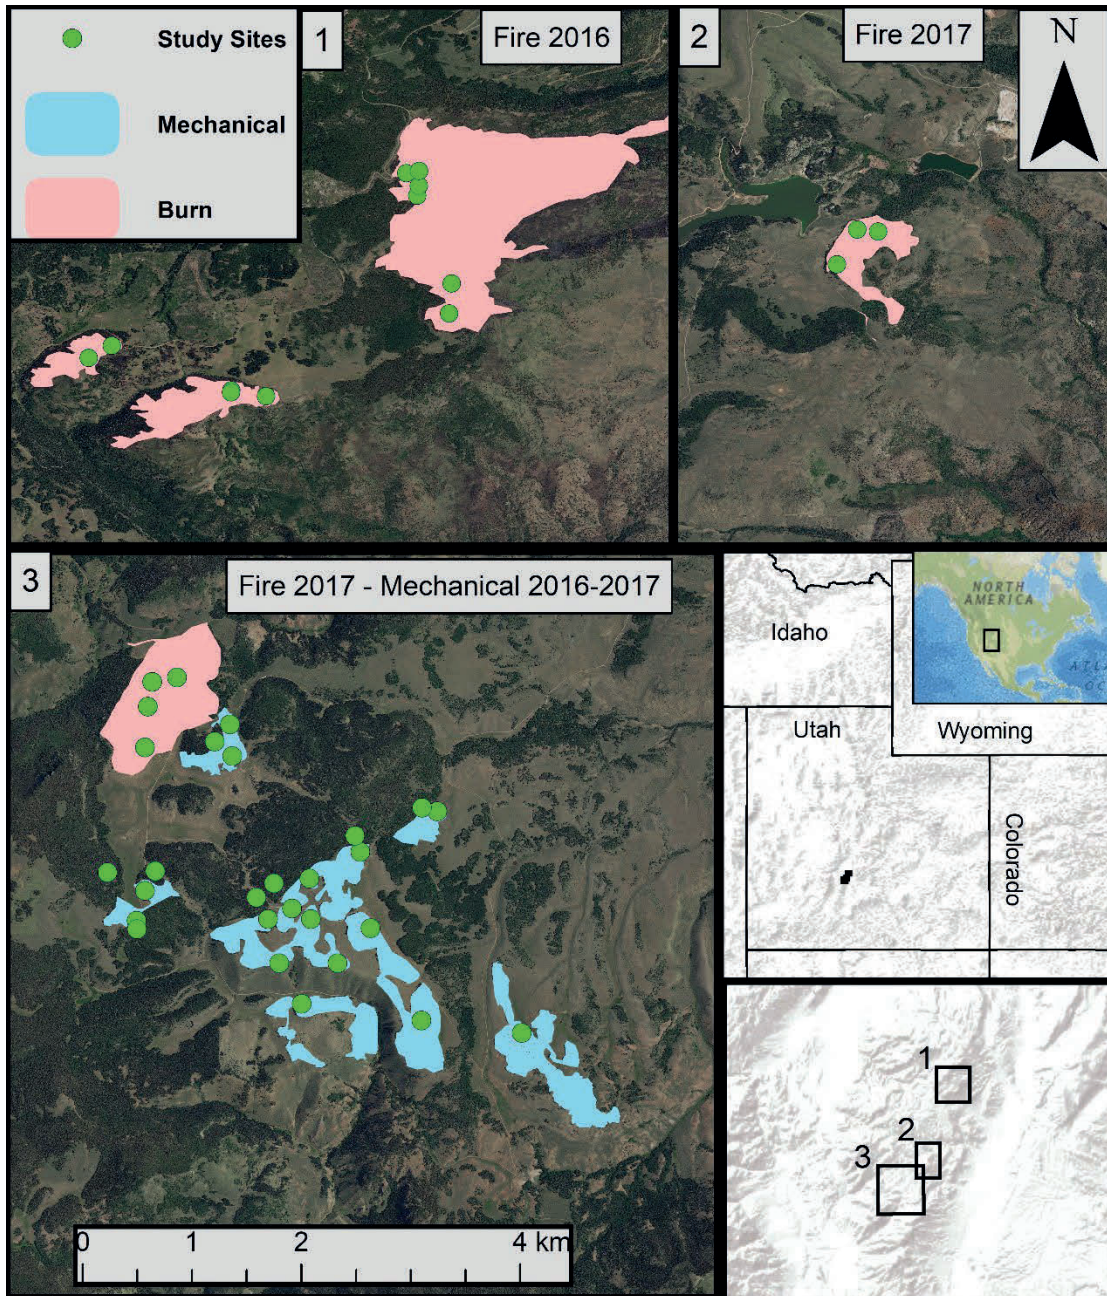 Study Sites
Mechanical
Burn
1
Fire 2016
2
Fire 2017
N
3
Fire 2017 - Mechanical 2016-2017
0 1 2 4 km
Idaho
Utah
Wyoming
Colorado
NORTH
AMERICA
1
2
3